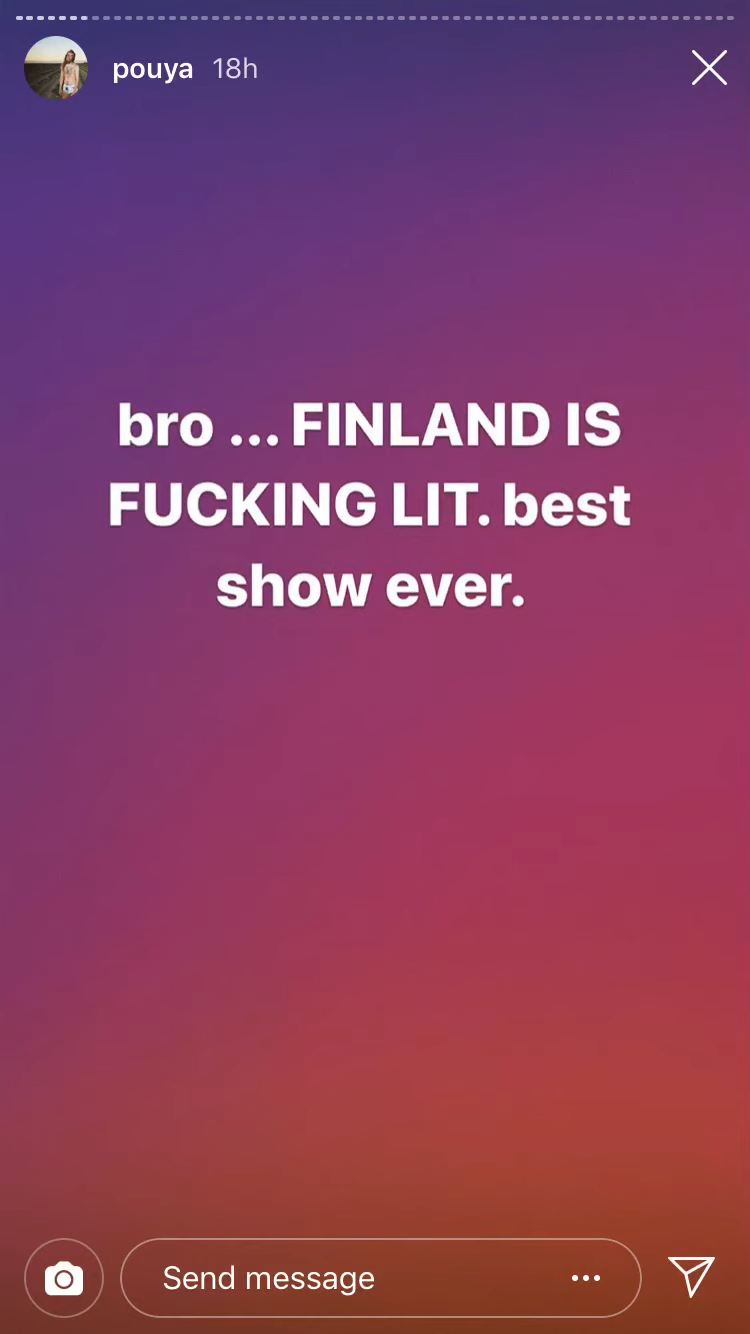 pouya 18h
bro ... FINLAND IS
FUCKING LIT. best
show ever.
Send message